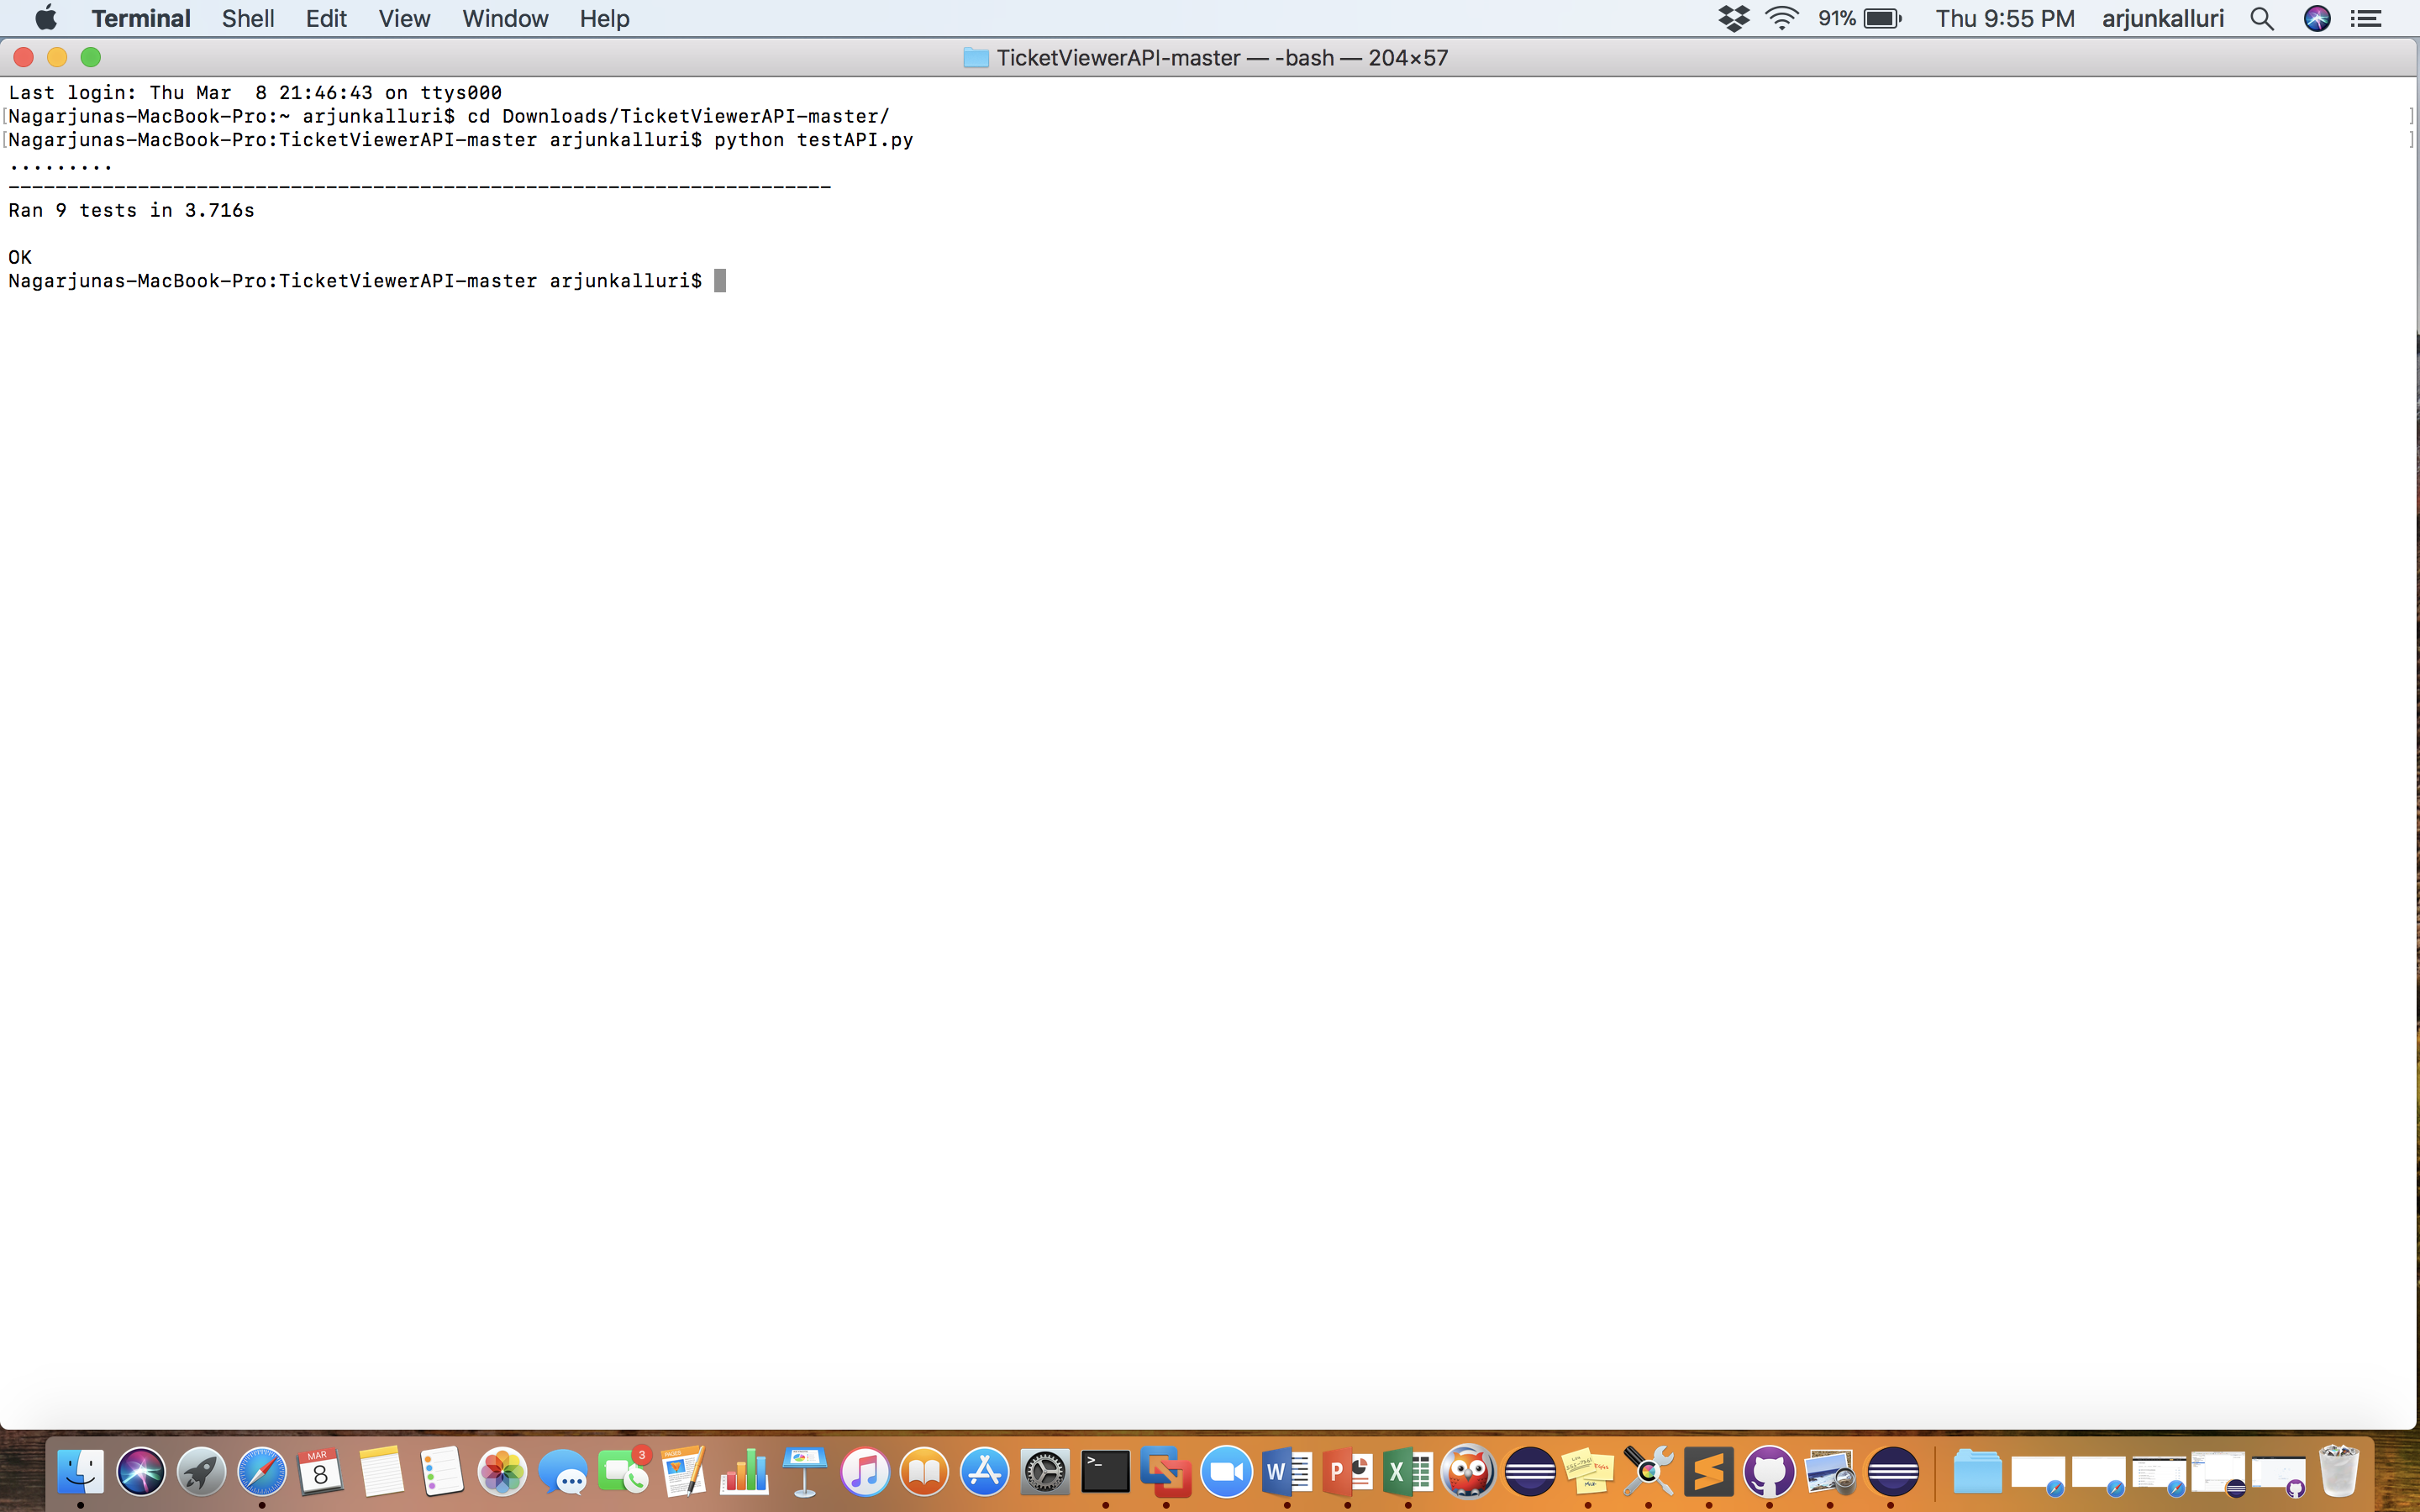 Terminal Shell Edit View Window Help 91% Thu 9:55 PM arjunkalluri
TicketViewerAPI-master — -bash — 204×57
Last login: Thu Mar  8 21:46:43 on ttys000
[Nagarjunas-MacBook-Pro:~ arjunkalluri$ cd Downloads/TicketViewerAPI-master/ ]
[Nagarjunas-MacBook-Pro:TicketViewerAPI-master arjunkalluri$ python testAPI.py ]
.........
----------------------------------------------------------------------
Ran 9 tests in 3.716s
OK
Nagarjunas-MacBook-Pro:TicketViewerAPI-master arjunkalluri$
MAR
8
3
PAGES
>_
W
P
X